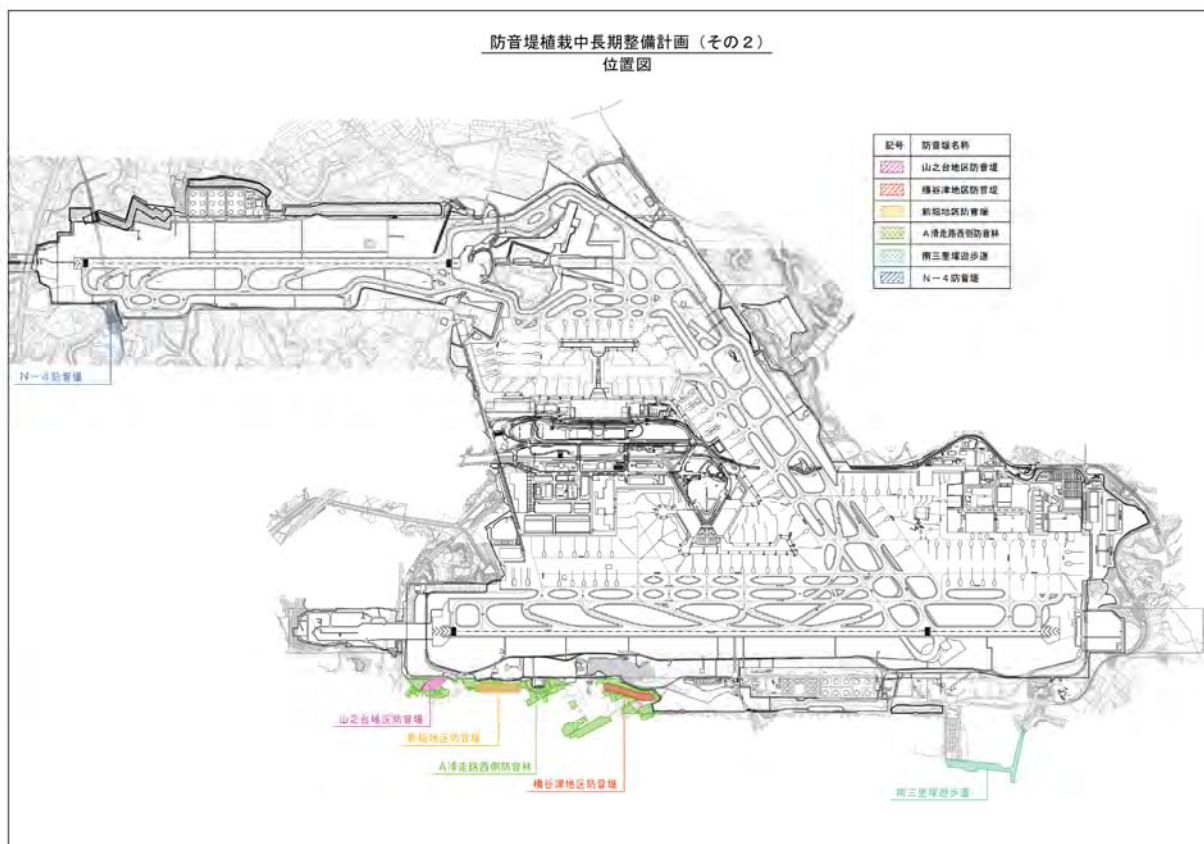 防音堤植栽中長期整備計画（その２）
位置図
記号 防音堤名称
山之台地区防音堤
横谷津地区防音堤
新堀地区防音堤
A滑走路西側防音林
南三里塚遊歩道
N－4防音堤
N－4防音堤
山之台地区防音堤
新堀地区防音堤
A滑走路西側防音林
横谷津地区防音堤
南三里塚遊歩道